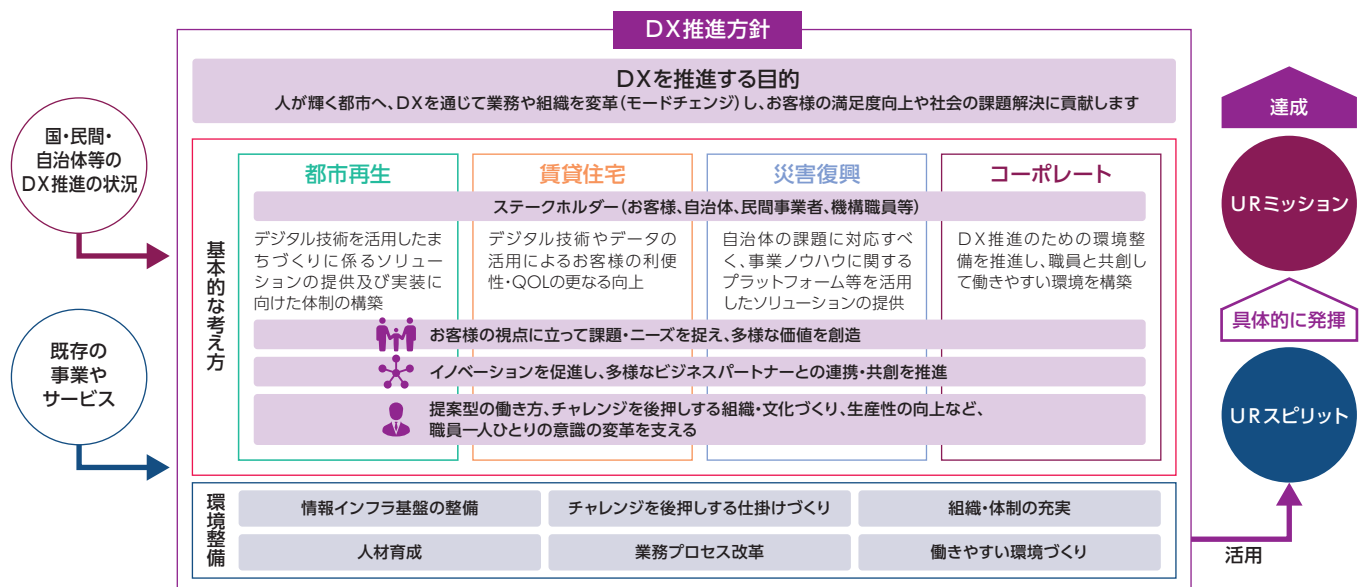 DX推進方針
DXを推進する目的
人が輝く都市へ、DXを通じて業務や組織を変革(モードチェンジ)し、お客様の満足度向上や社会の課題解決に貢献します
国・民間・
自治体等の
DX推進の状況
既存の
事業や
サービス
基本的な考え方
都市再生
賃貸住宅
災害復興
コーポレート
ステークホルダー(お客様、自治体、民間事業者、機構職員等)
デジタル技術を活用したま
ちづくりに係るソリュー
ションの提供及び実装に
向けた体制の構築
デジタル技術やデータの
活用によるお客様の利便
性・QOLの更なる向上
自治体の課題に対応すべ
く、事業ノウハウに関する
プラットフォーム等を活用
したソリューションの提供
DX推進のための環境整
備を推進し、職員と共創し
て働きやすい環境を構築
お客様の視点に立って課題・ニーズを捉え、多様な価値を創造
イノベーションを促進し、多様なビジネスパートナーとの連携・共創を推進
提案型の働き方、チャレンジを後押しする組織・文化づくり、生産性の向上など、
職員一人ひとりの意識の変革を支える
環境整備
情報インフラ基盤の整備
チャレンジを後押しする仕掛けづくり
組織・体制の充実
人材育成
業務プロセス改革
働きやすい環境づくり
達成
URミッション
具体的に発揮
URスピリット
活用